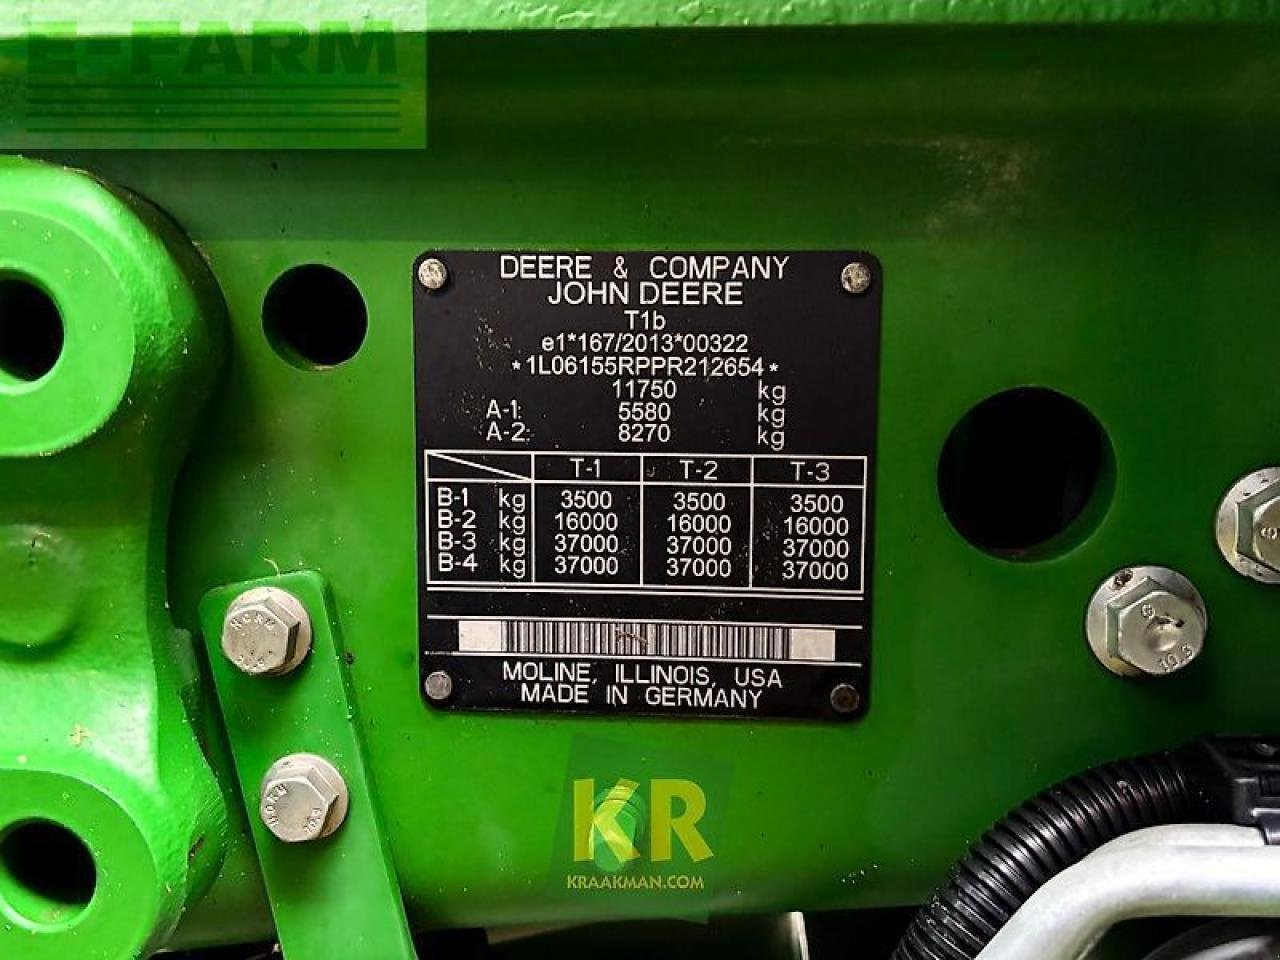 E-FARM
DEERE & COMPANY
JOHN DEERE
T1b
e1*167/2013*00322
*1L06155RPPR212654*
11750 kg
A-1: 5580 kg
A-2: 8270 kg
T-1 T-2 T-3
B-1 kg 3500 3500 3500
B-2 kg 16000 16000 16000
B-3 kg 37000 37000 37000
B-4 kg 37000 37000 37000
MOLINE, ILLINOIS, USA
MADE IN GERMANY
10.9
KR
KRAAKMAN.COM